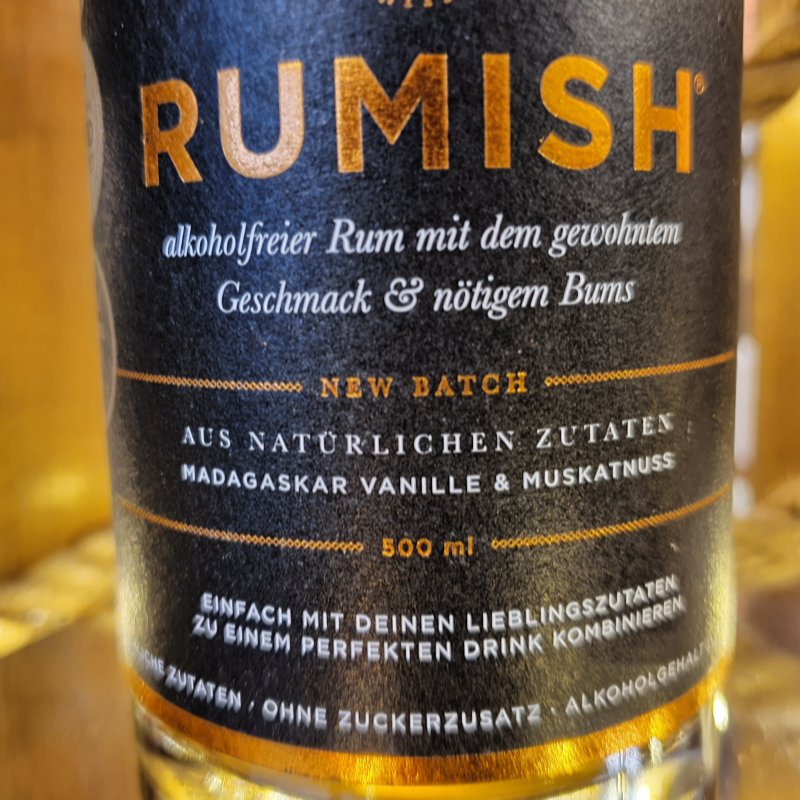 RUMISH®
alkoholfreier Rum mit dem gewohntem
Geschmack & nötigem Bums
NEW BATCH
AUS NATÜRLICHEN ZUTATEN
MADAGASKAR VANILLE & MUSKATNUSS
500 ml
EINFACH MIT DEINEN LIEBLINGSZUTATEN
ZU EINEM PERFEKTEN DRINK KOMBINIEREN
ZUTATEN · OHNE ZUCKERZUSATZ · ALKOHOLGEHALT